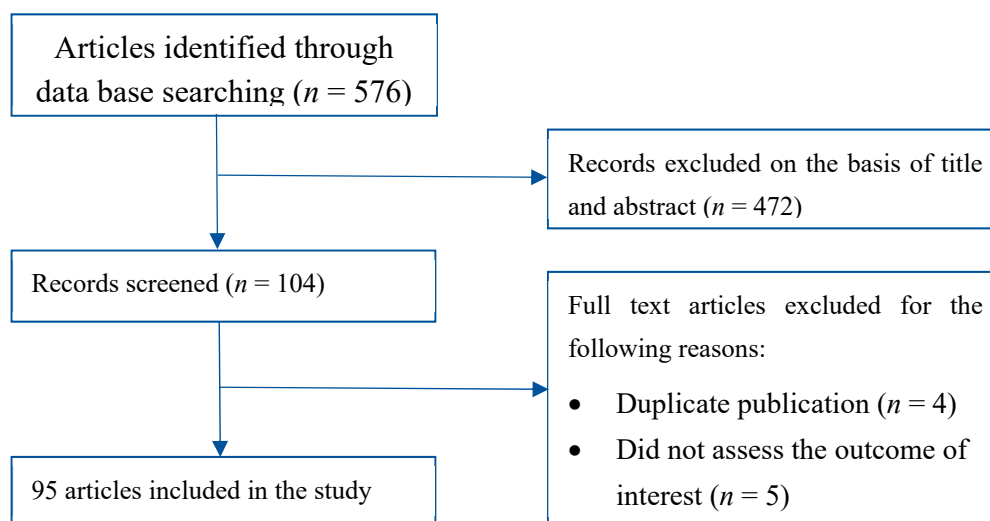 Articles identified through
data base searching (n = 576)
Records excluded on the basis of title
and abstract (n = 472)
Records screened (n = 104)
Full text articles excluded for the
following reasons:
• Duplicate publication (n = 4)
• Did not assess the outcome of
interest (n = 5)
95 articles included in the study